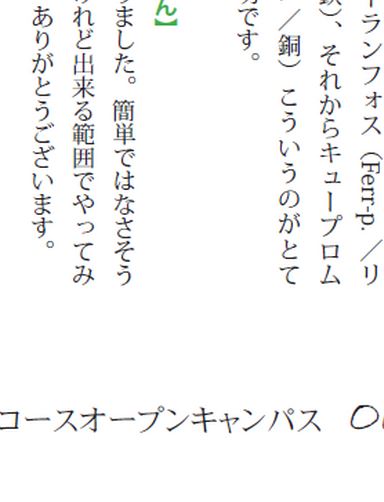 ーランフォス（Ferr-p.／リ
鉄）、それからキュープロム
／銅）こういうのがとて
です。
ん】
りました。簡単ではなさそう
けれど出来る範囲でやってみ
ありがとうございます。
コースオープンキャンパス